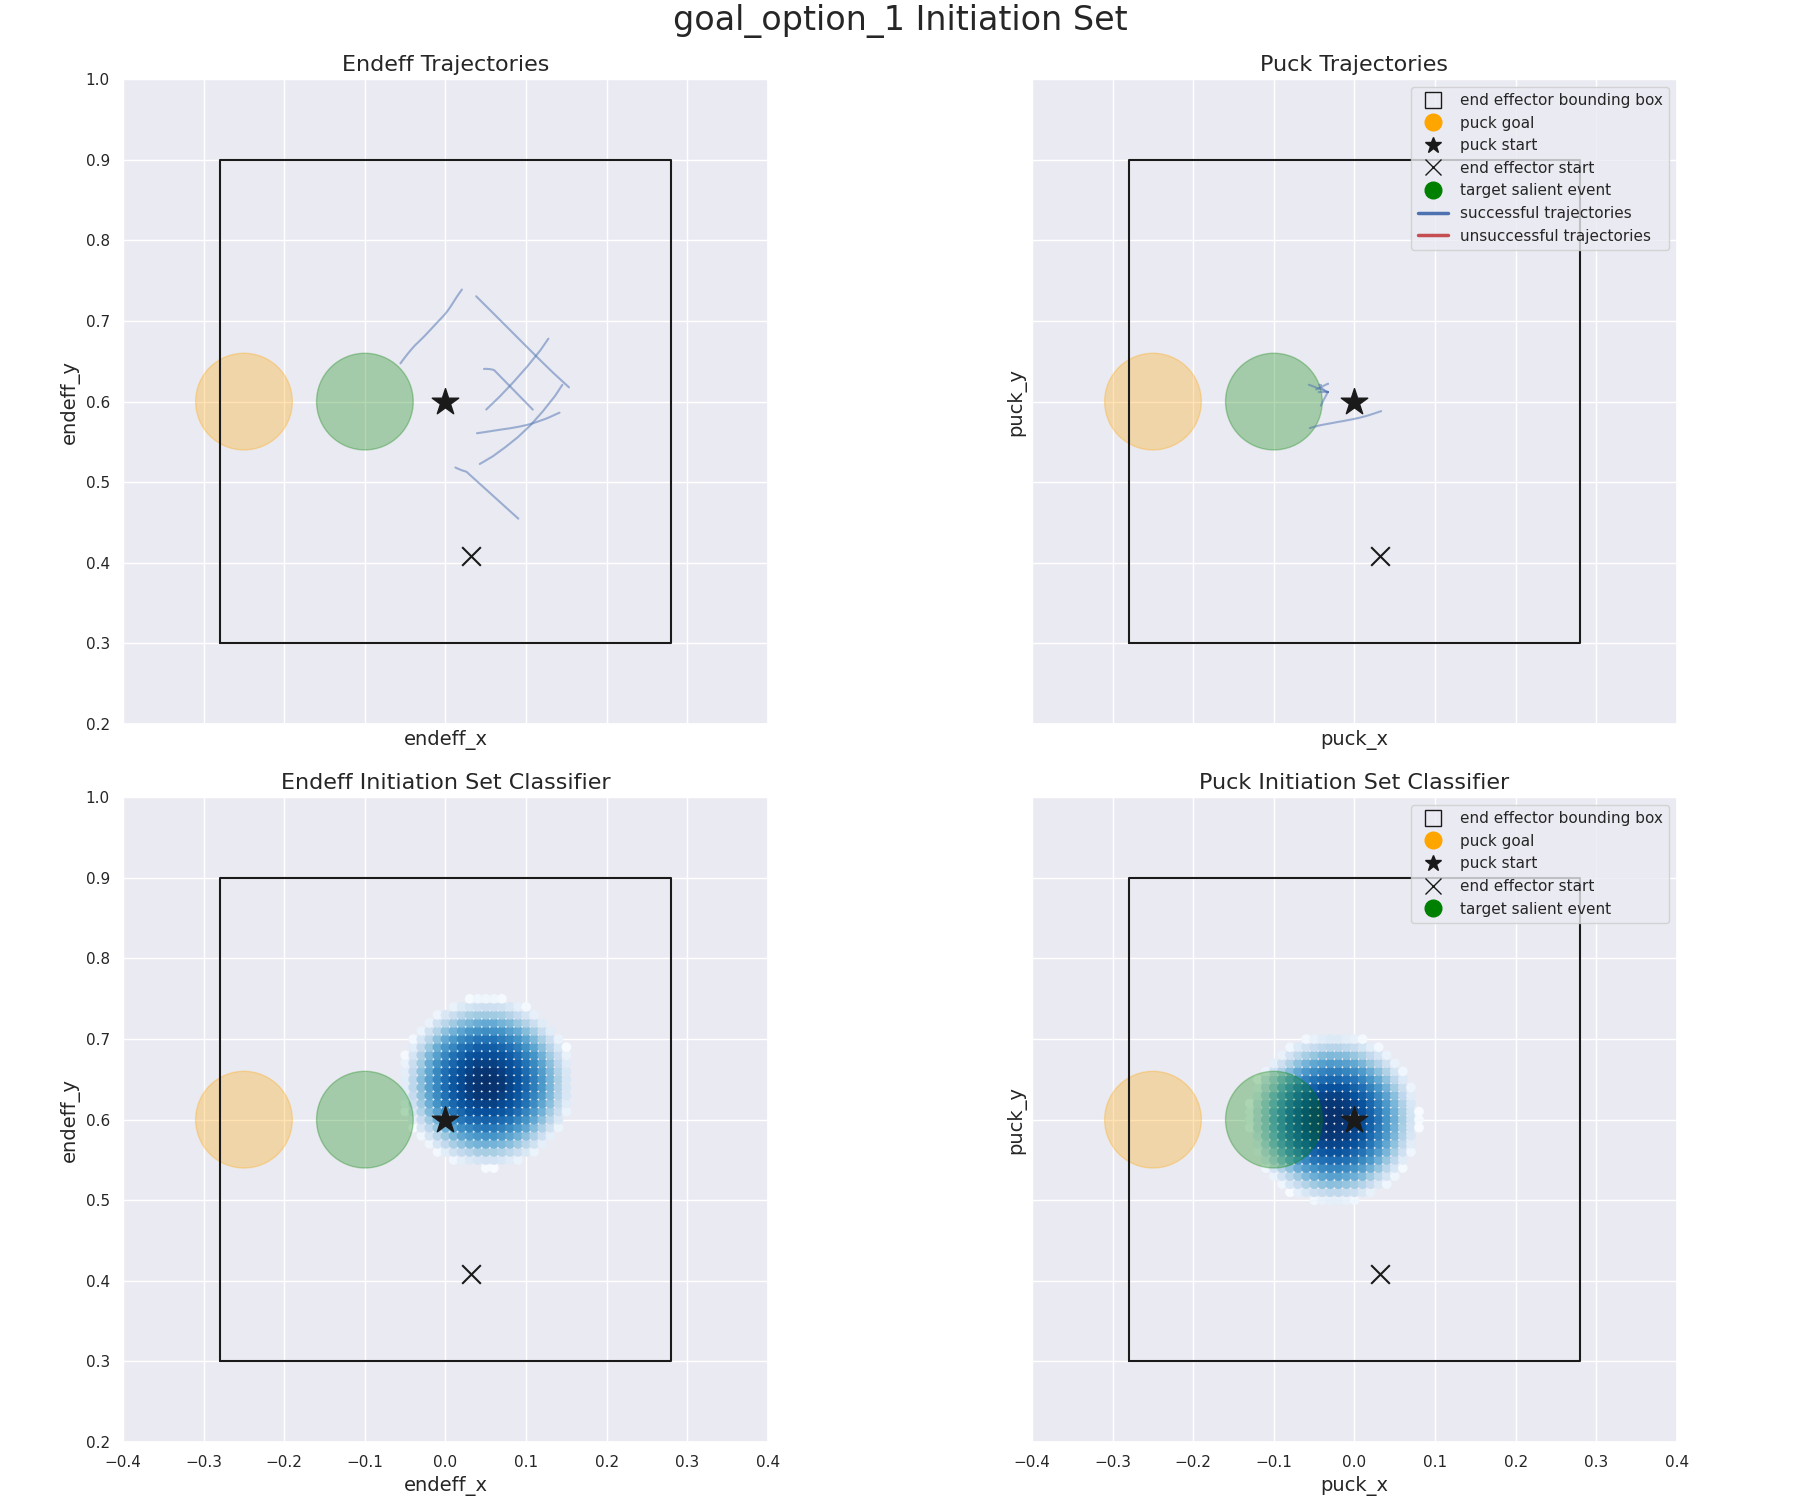 goal_option_1 Initiation Set
Endeff Trajectories
1.0
0.9
0.8
0.7
0.6
0.5
0.4
0.3
0.2
endeff_y
endeff_x
Puck Trajectories
end effector bounding box
puck goal
puck start
end effector start
target salient event
successful trajectories
unsuccessful trajectories
puck_y
puck_x
Endeff Initiation Set Classifier
1.0
0.9
0.8
0.7
0.6
0.5
0.4
0.3
0.2
endeff_y
−0.4 −0.3 −0.2 −0.1 0.0 0.1 0.2 0.3 0.4
endeff_x
Puck Initiation Set Classifier
end effector bounding box
puck goal
puck start
end effector start
target salient event
puck_y
−0.4 −0.3 −0.2 −0.1 0.0 0.1 0.2 0.3 0.4
puck_x